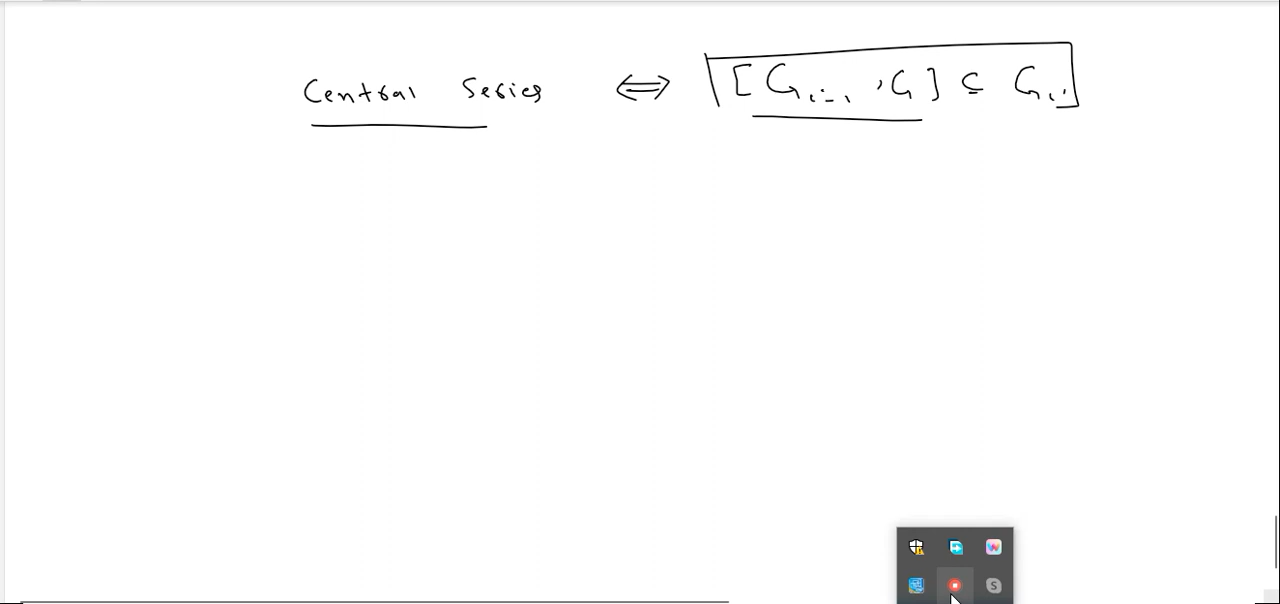 Central Series ⇔ [G_{i-1}, G] ⊆ G_i